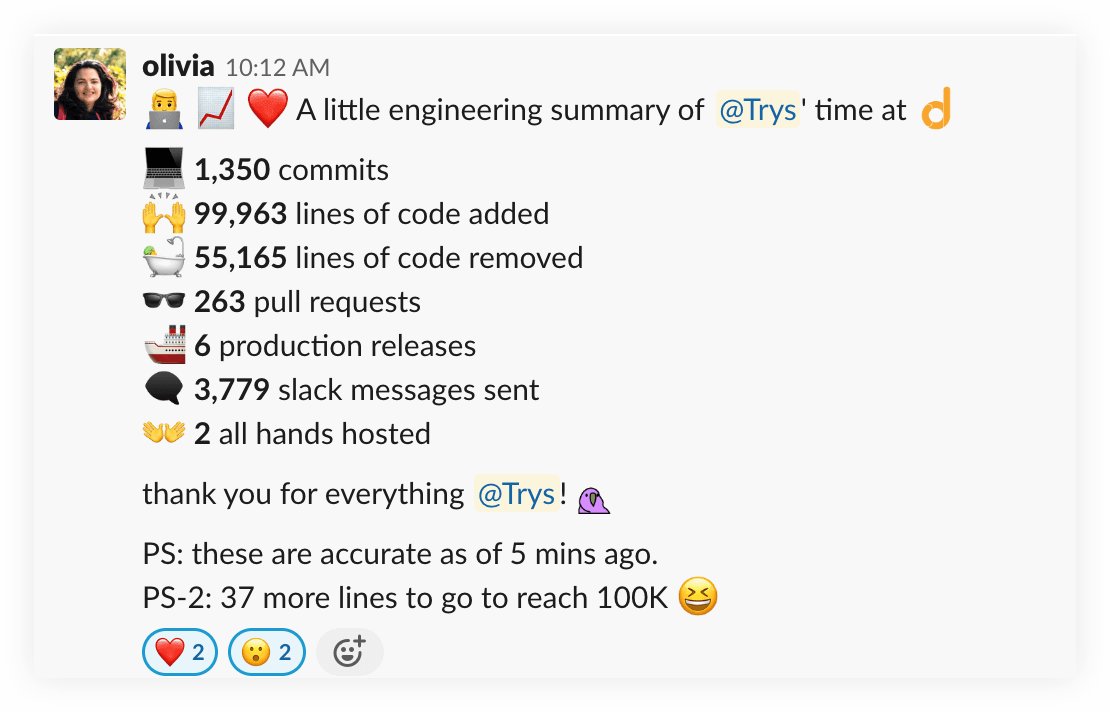 olivia 10:12 AM
A little engineering summary of @Trys' time at
1,350 commits
99,963 lines of code added
55,165 lines of code removed
263 pull requests
6 production releases
3,779 slack messages sent
2 all hands hosted
thank you for everything @Trys!
PS: these are accurate as of 5 mins ago.
PS-2: 37 more lines to go to reach 100K
2 2